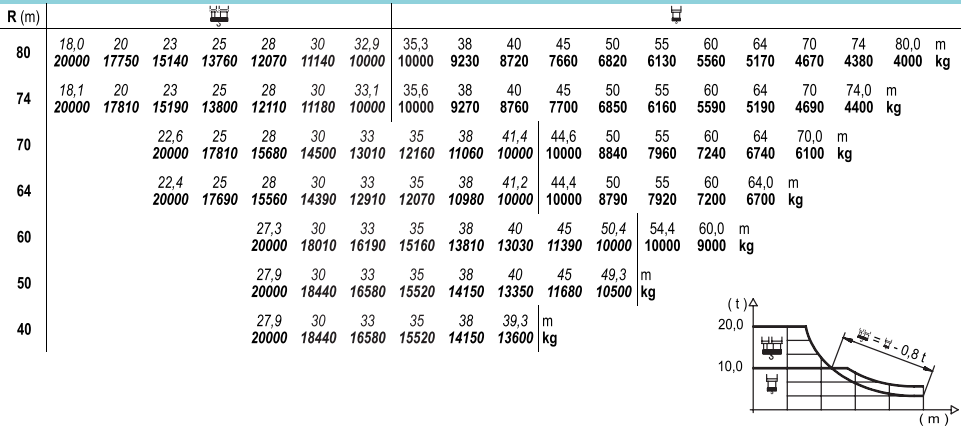 R (m)
18,0 20 23 25 28 30 32,9 35,3 38 40 45 50 55 60 64 70 74 80,0 m
80
20000 17750 15140 13760 12070 11140 10000 10000 9230 8720 7660 6820 6130 5560 5170 4670 4380 4000 kg
18,1 20 23 25 28 30 33,1 35,6 38 40 45 50 55 60 64 70 74,0 m
74
20000 17810 15190 13800 12110 11180 10000 10000 9270 8760 7700 6850 6160 5590 5190 4690 4400 kg
22,6 25 28 30 33 35 38 41,4 44,6 50 55 60 64 70,0 m
70
20000 17810 15680 14500 13010 12160 11060 10000 10000 8840 7960 7240 6740 6100 kg
22,4 25 28 30 33 35 38 41,2 44,4 50 55 60 64,0 m
64
20000 17690 15560 14390 12910 12070 10980 10000 10000 8790 7920 7200 6700 kg
27,3 30 33 35 38 40 45 50,4 54,4 60,0 m
60
20000 18010 16190 15160 13810 13030 11390 10000 10000 9000 kg
27,9 30 33 35 38 40 45 49,3 m
50
20000 18440 16580 15520 14150 13350 11680 10500 kg
27,9 30 33 35 38 39,3 m
40
20000 18440 16580 15520 14150 13600 kg
(t)
20,0
= - 0,8 t
10,0
(m)